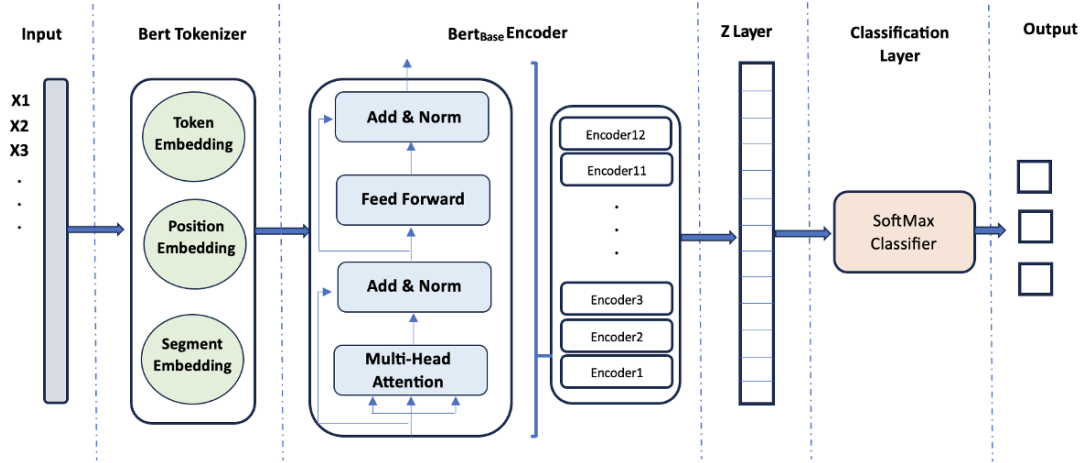 Input
X1
X2
X3
.
.
.
Bert Tokenizer
Token
Embedding
Position
Embedding
Segment
Embedding
BertBase Encoder
Add & Norm
Feed Forward
Add & Norm
Multi-Head
Attention
Encoder12
Encoder11
.
.
.
Encoder3
Encoder2
Encoder1
Z Layer
Classification
Layer
SoftMax
Classifier
Output